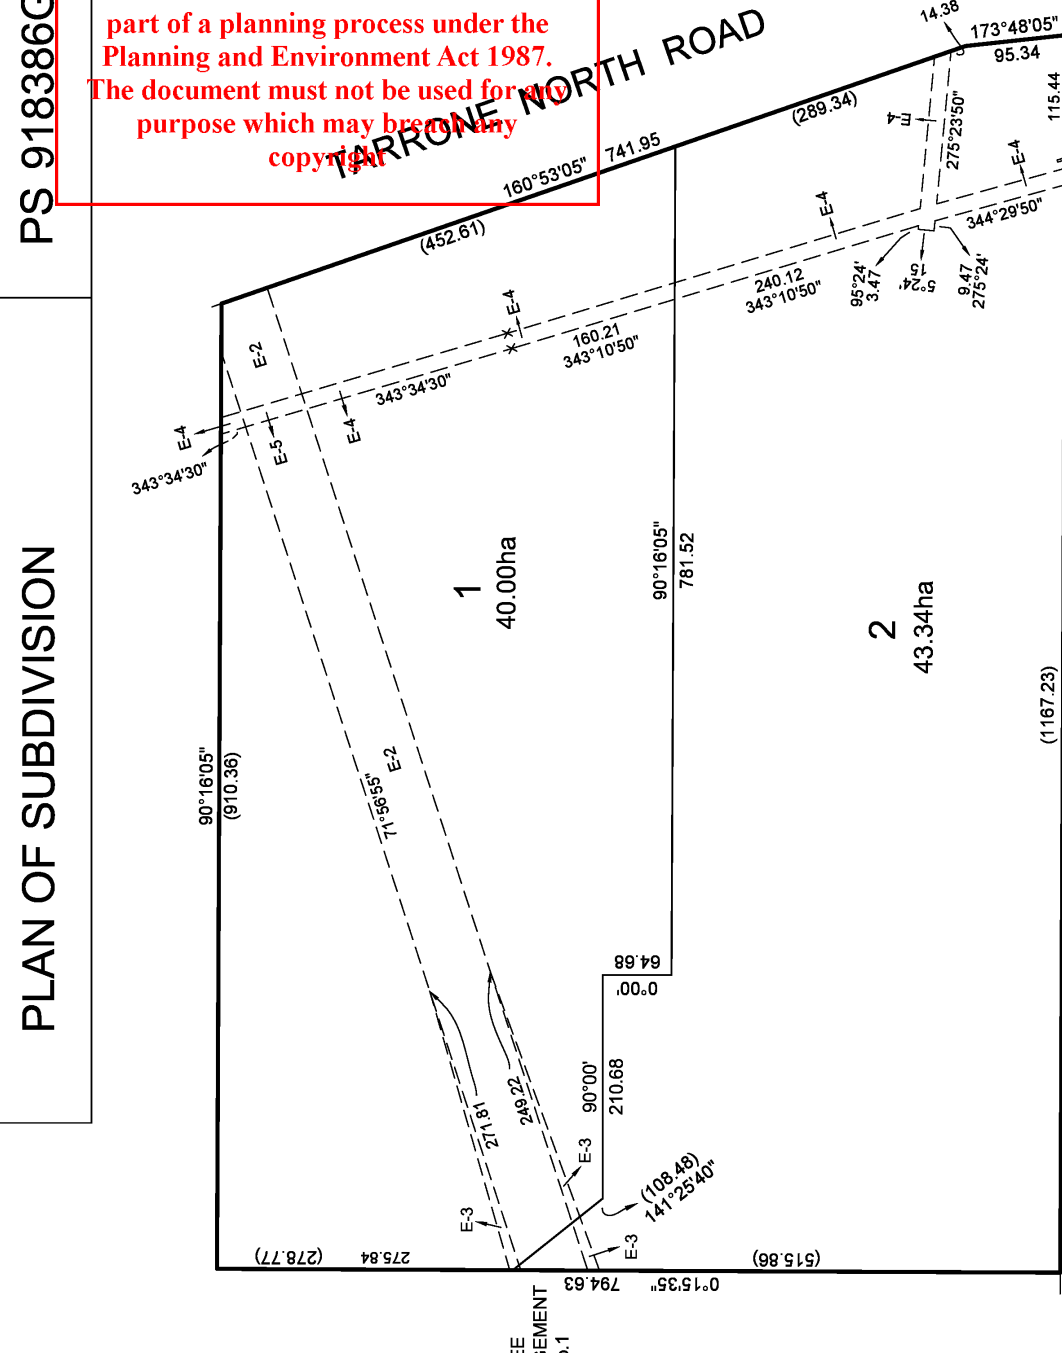 part of a planning process under the
Planning and Environment Act 1987.
The document must not be used for any
purpose which may breach any
copyright
PS 918386G
PLAN OF SUBDIVISION
TARRONE NORTH ROAD
14.38
173°48'05"
95.34
115.44
(289.34)
741.95
160°53'05"
(452.61)
E-4
275°23'50"
E-4
344°29'50"
E-4
240.12
343°10'50"
95°24'
3.47
15
5°24'
9.47
275°24'
E-4
160.21
343°10'50"
E-2
343°34'30"
E-4
E-4
E-5
343°34'30"
90°16'05"
781.52
1
40.00ha
2
43.34ha
(1167.23)
90°16'05"
(910.36)
E-2
71°56'55"
64.68
0°00'
90°00'
210.68
271.81
249.22
E-3
E-3
E-3
(108.48)
141°25'40"
(278.77)
275.84
794.63
0°15'35"
(515.86)
EE
GEMENT
o.1